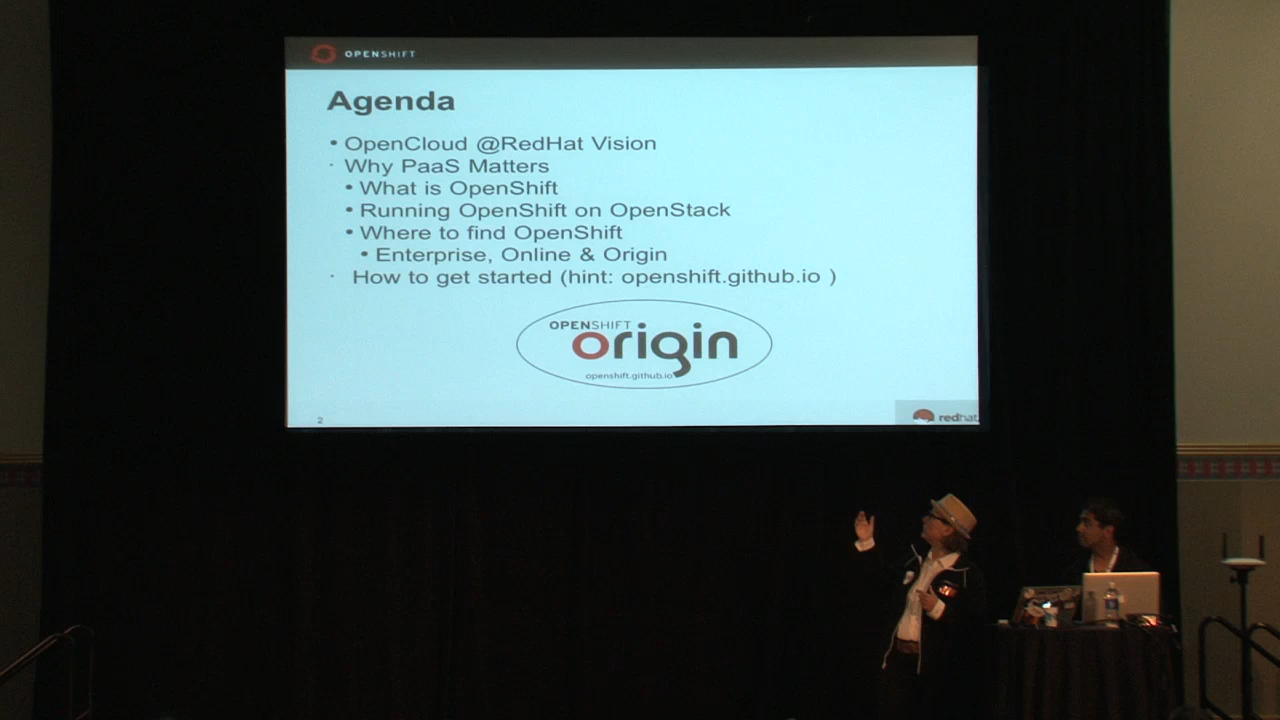 OPENSHIFT
Agenda
• OpenCloud @RedHat Vision
· Why PaaS Matters
• What is OpenShift
• Running OpenShift on OpenStack
• Where to find OpenShift
• Enterprise, Online & Origin
· How to get started (hint: openshift.github.io )
OPENSHIFT
origin
openshift.github.io
2
redhat